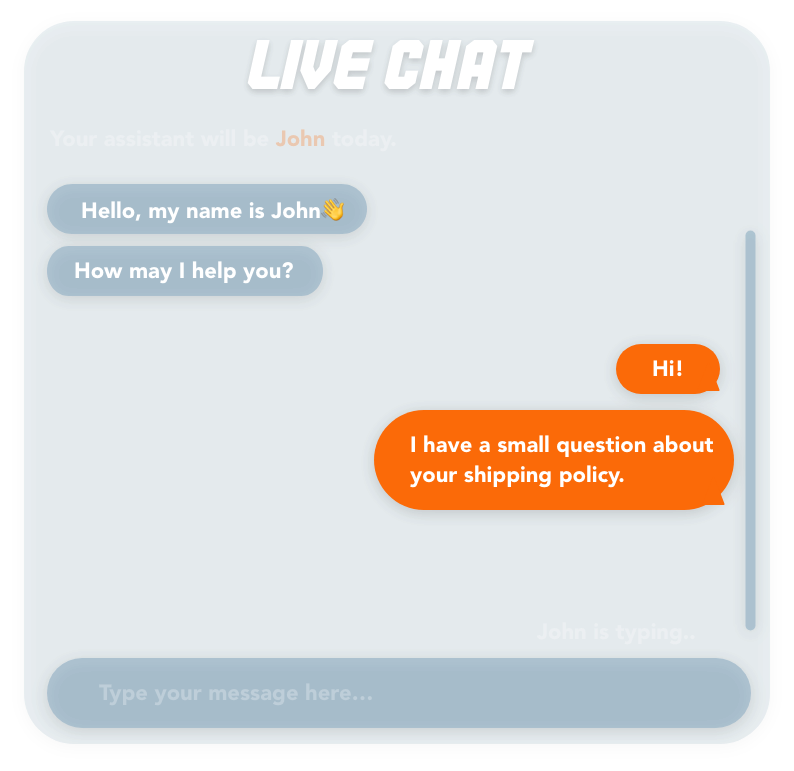 LIVE CHAT
Your assistant will be John today.
Hello, my name is John👋
How may I help you?
Hi!
I have a small question about
your shipping policy.
John is typing..
Type your message here...